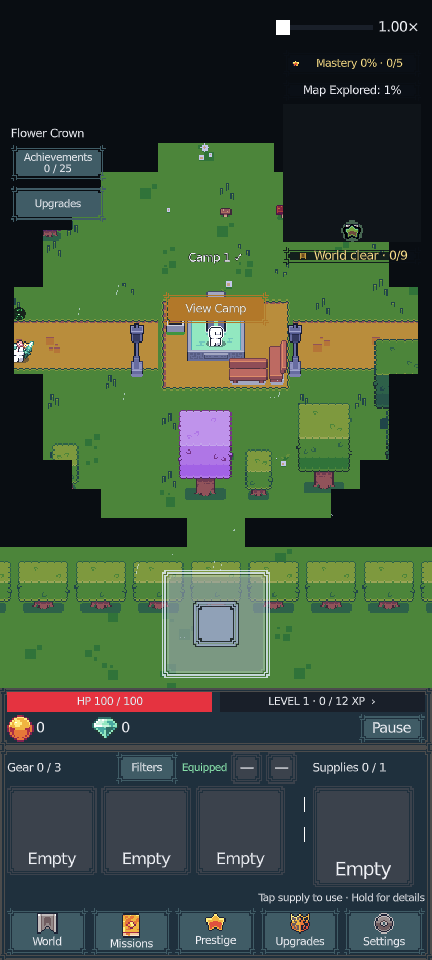 1.00×
Mastery 0% · 0/5
Map Explored: 1%
Flower Crown
Achievements
0 / 25
Upgrades
Camp 1 ✓
World clear · 0/9
View Camp
HP 100 / 100
LEVEL 1 · 0 / 12 XP ›
0
0
Pause
Gear 0 / 3
Filters
Equipped
—
—
Supplies 0 / 1
Empty
Empty
Empty
Empty
Tap supply to use · Hold for details
World
Missions
Prestige
Upgrades
Settings